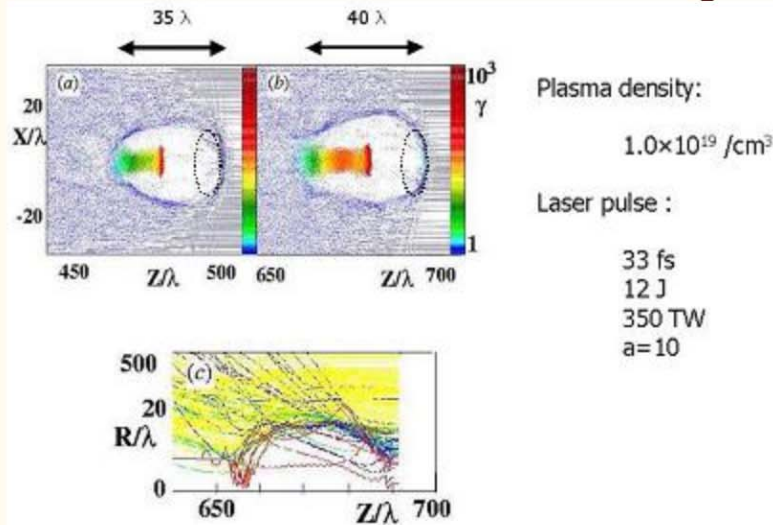 35 λ
40 λ
(a)
(b)
10³
γ
1
20
X/λ
-20
450
Z/λ
500
650
Z/λ
700
Plasma density:
1.0×10¹⁹ /cm³
Laser pulse :
33 fs
12 J
350 TW
a=10
(c)
500
20
R/λ
0
650
Z/λ
700